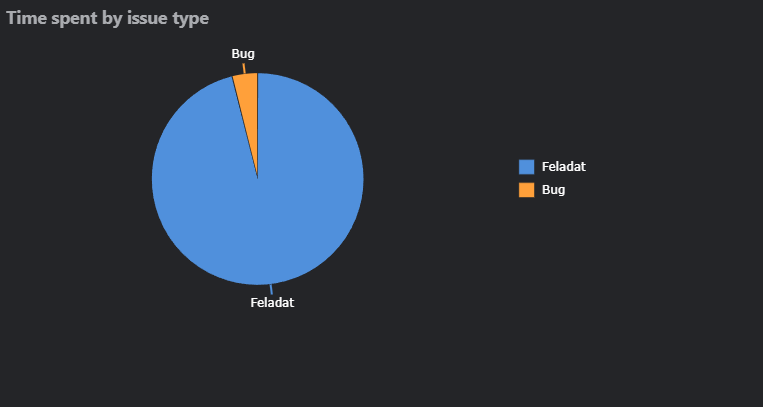 Time spent by issue type
Bug
Feladat
Feladat
Bug